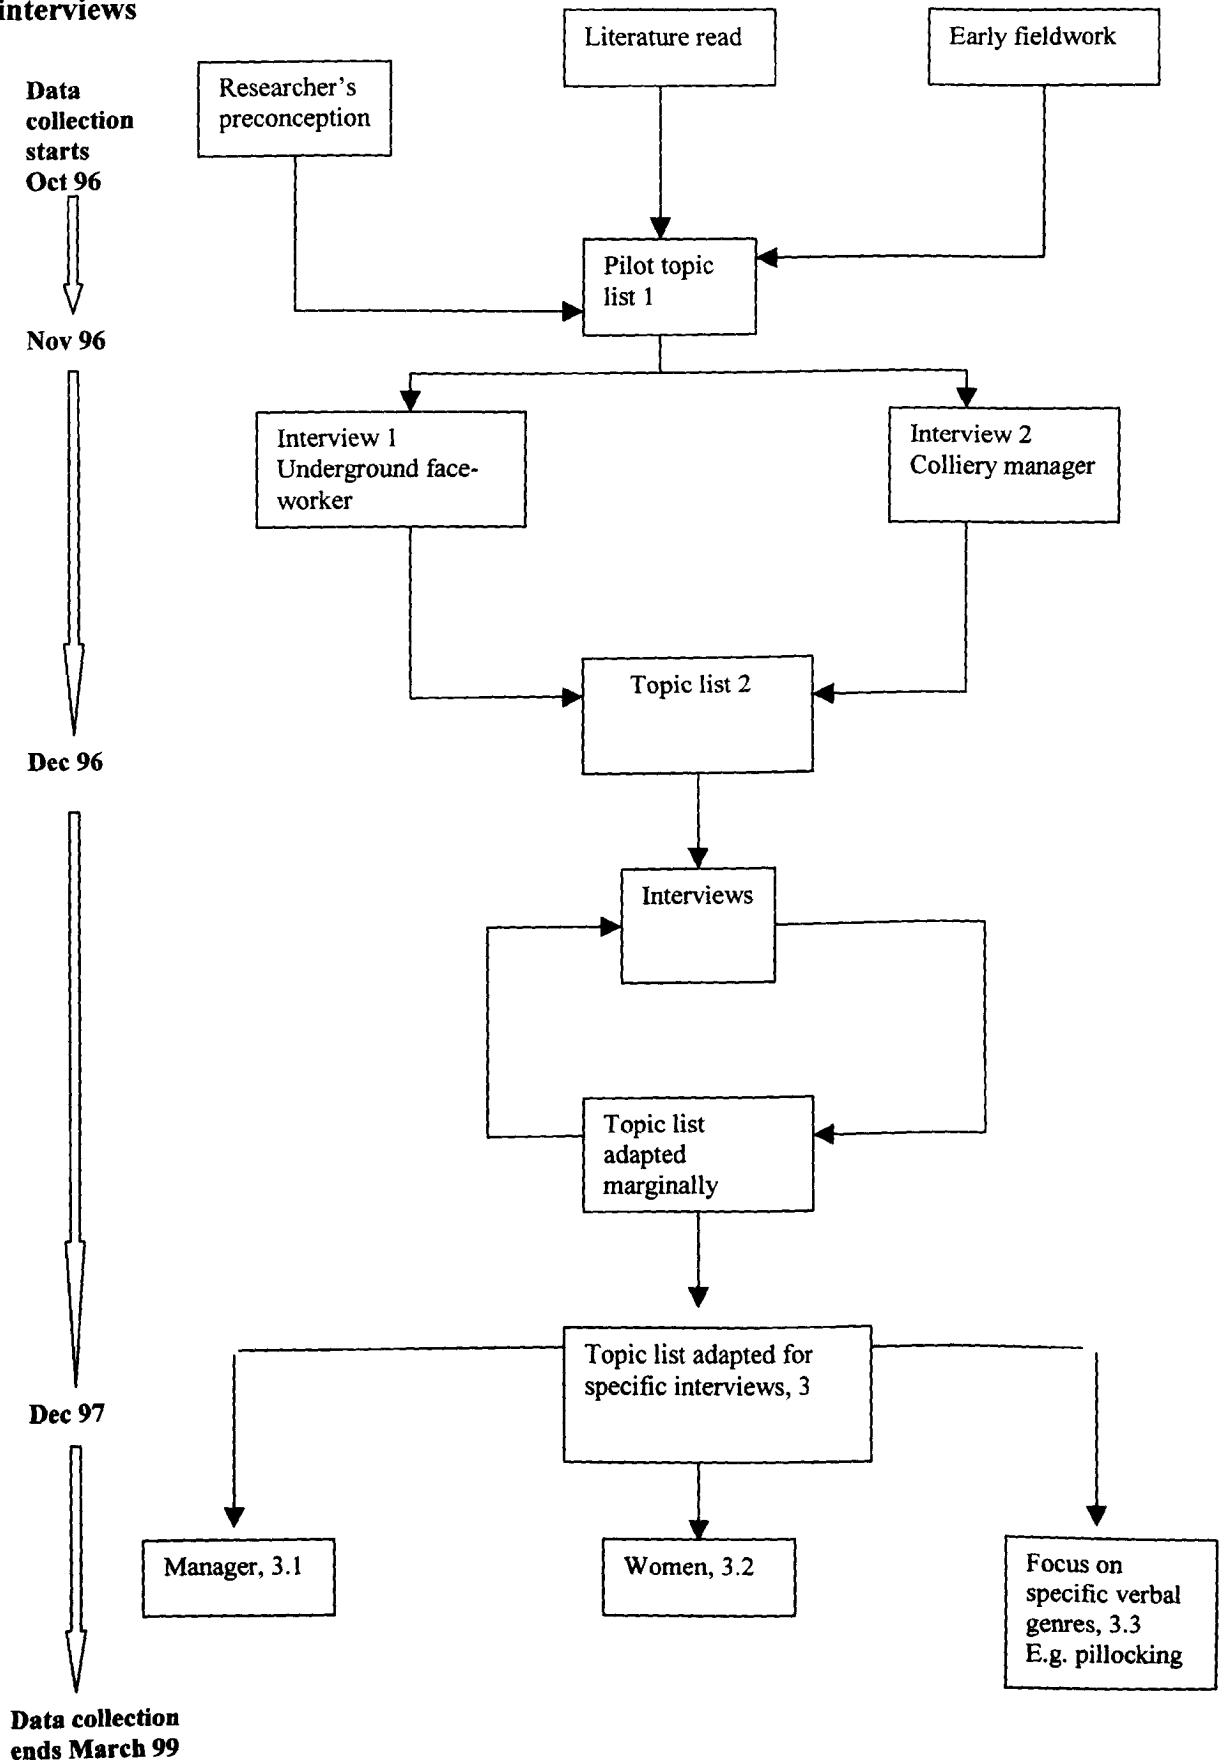 interviews
Literature read
Early fieldwork
Researcher's
preconception
Data
collection
starts
Oct 96
Pilot topic
list 1
Nov 96
Interview 1
Underground face-
worker
Interview 2
Colliery manager
Topic list 2
Dec 96
Interviews
Topic list
adapted
marginally
Topic list adapted for
specific interviews, 3
Dec 97
Manager, 3.1
Women, 3.2
Focus on
specific verbal
genres, 3.3
E.g. pillocking
Data collection
ends March 99